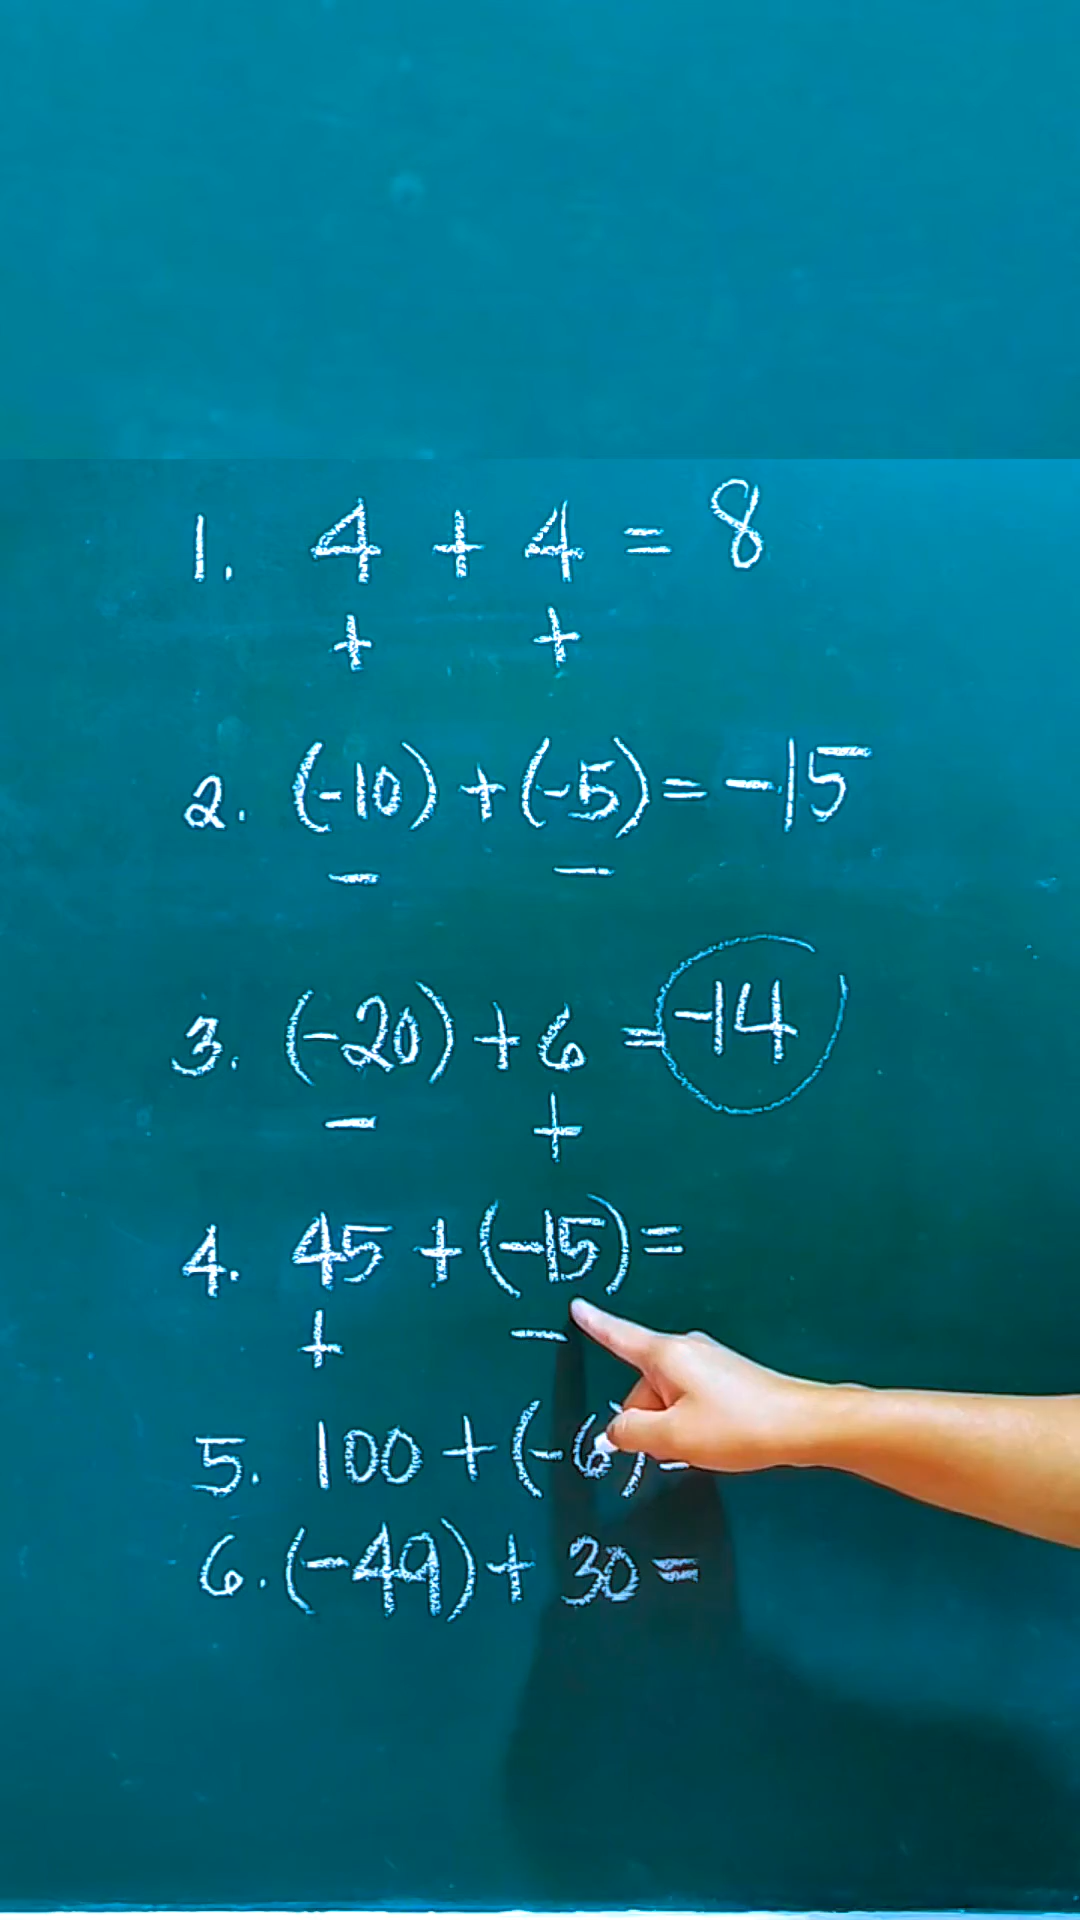 1. 4 + 4 = 8
+ +
2. (-10) + (-5) = -15
- -
3. (-20) + 6 = -14
- +
4. 45 + (-15) =
+ -
5. 100 + (-6) =
6. (-49) + 30 =